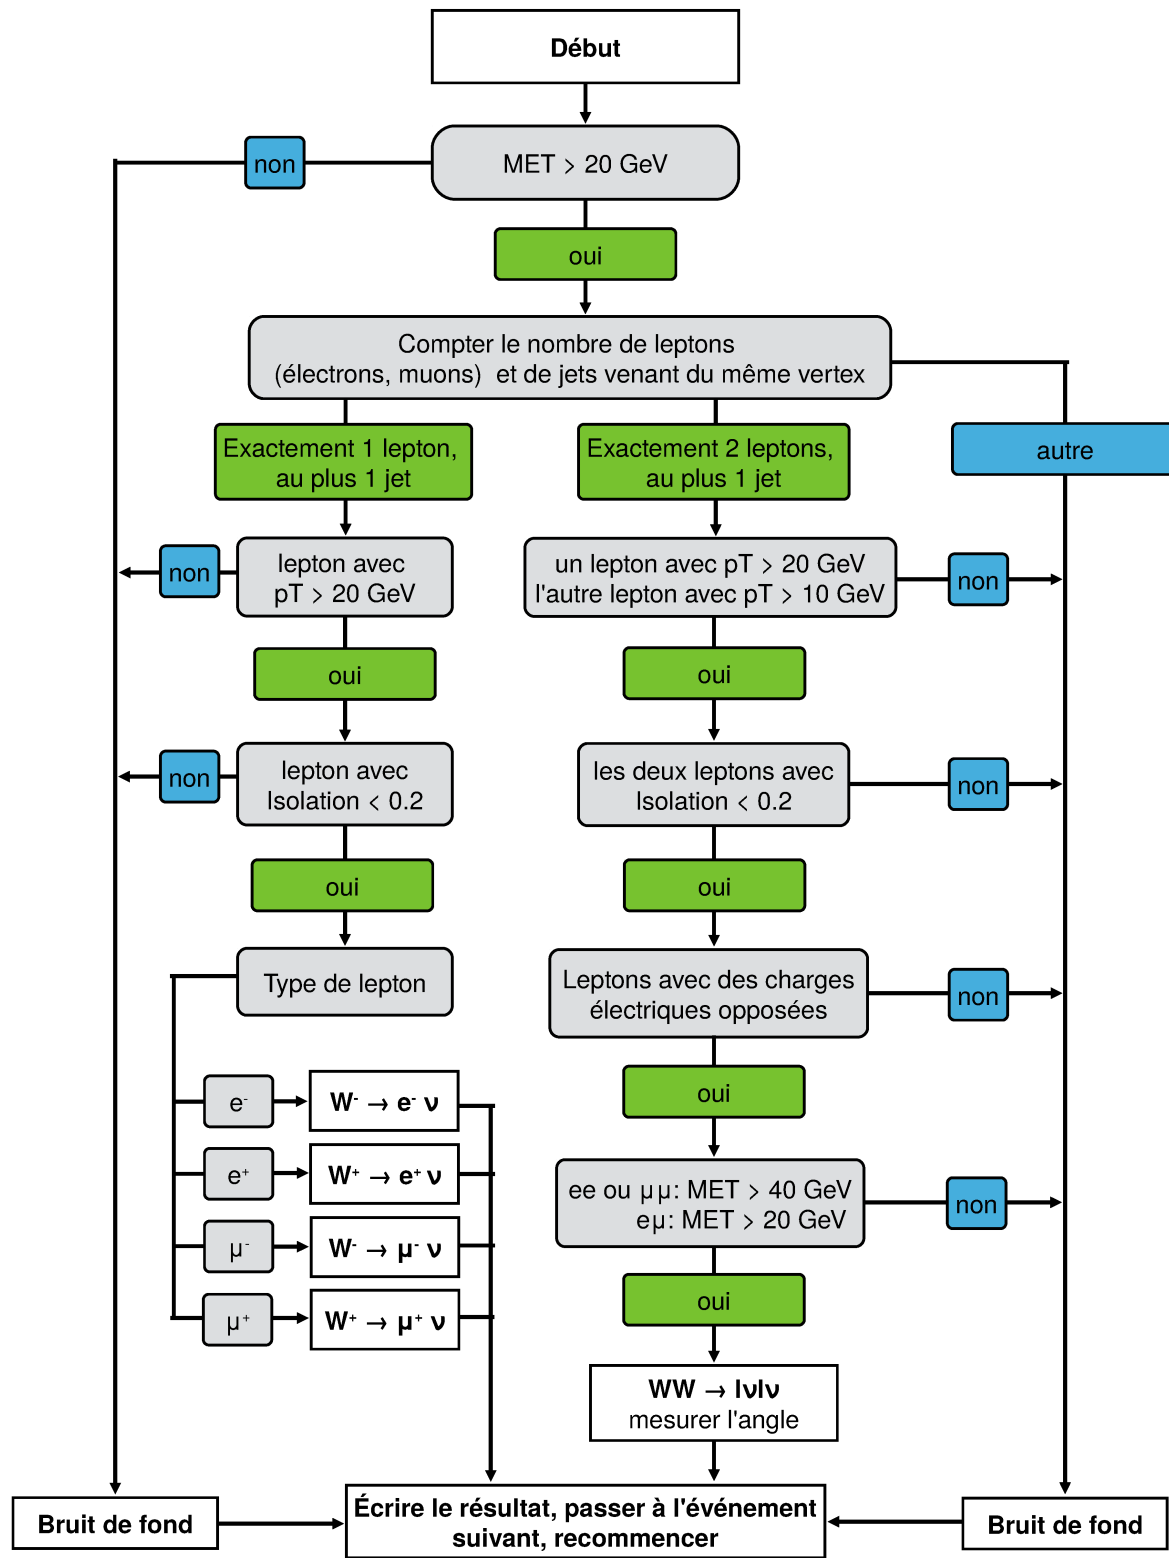 Début
non
MET > 20 GeV
oui
Compter le nombre de leptons
(électrons, muons)  et de jets venant du même vertex
Exactement 1 lepton,
au plus 1 jet
Exactement 2 leptons,
au plus 1 jet
autre
non
lepton avec
pT > 20 GeV
un lepton avec pT > 20 GeV
l'autre lepton avec pT > 10 GeV
non
oui
oui
non
lepton avec
Isolation < 0.2
les deux leptons avec
Isolation < 0.2
non
oui
oui
Type de lepton
Leptons avec des charges
électriques opposées
non
oui
e⁻
W⁻ → e⁻ ν
e⁺
W⁺ → e⁺ ν
μ⁻
W⁻ → μ⁻ ν
μ⁺
W⁺ → μ⁺ ν
ee ou μμ: MET > 40 GeV
eμ: MET > 20 GeV
non
oui
WW → lνlν
mesurer l'angle
Bruit de fond
Écrire le résultat, passer à l'événement
suivant, recommencer
Bruit de fond